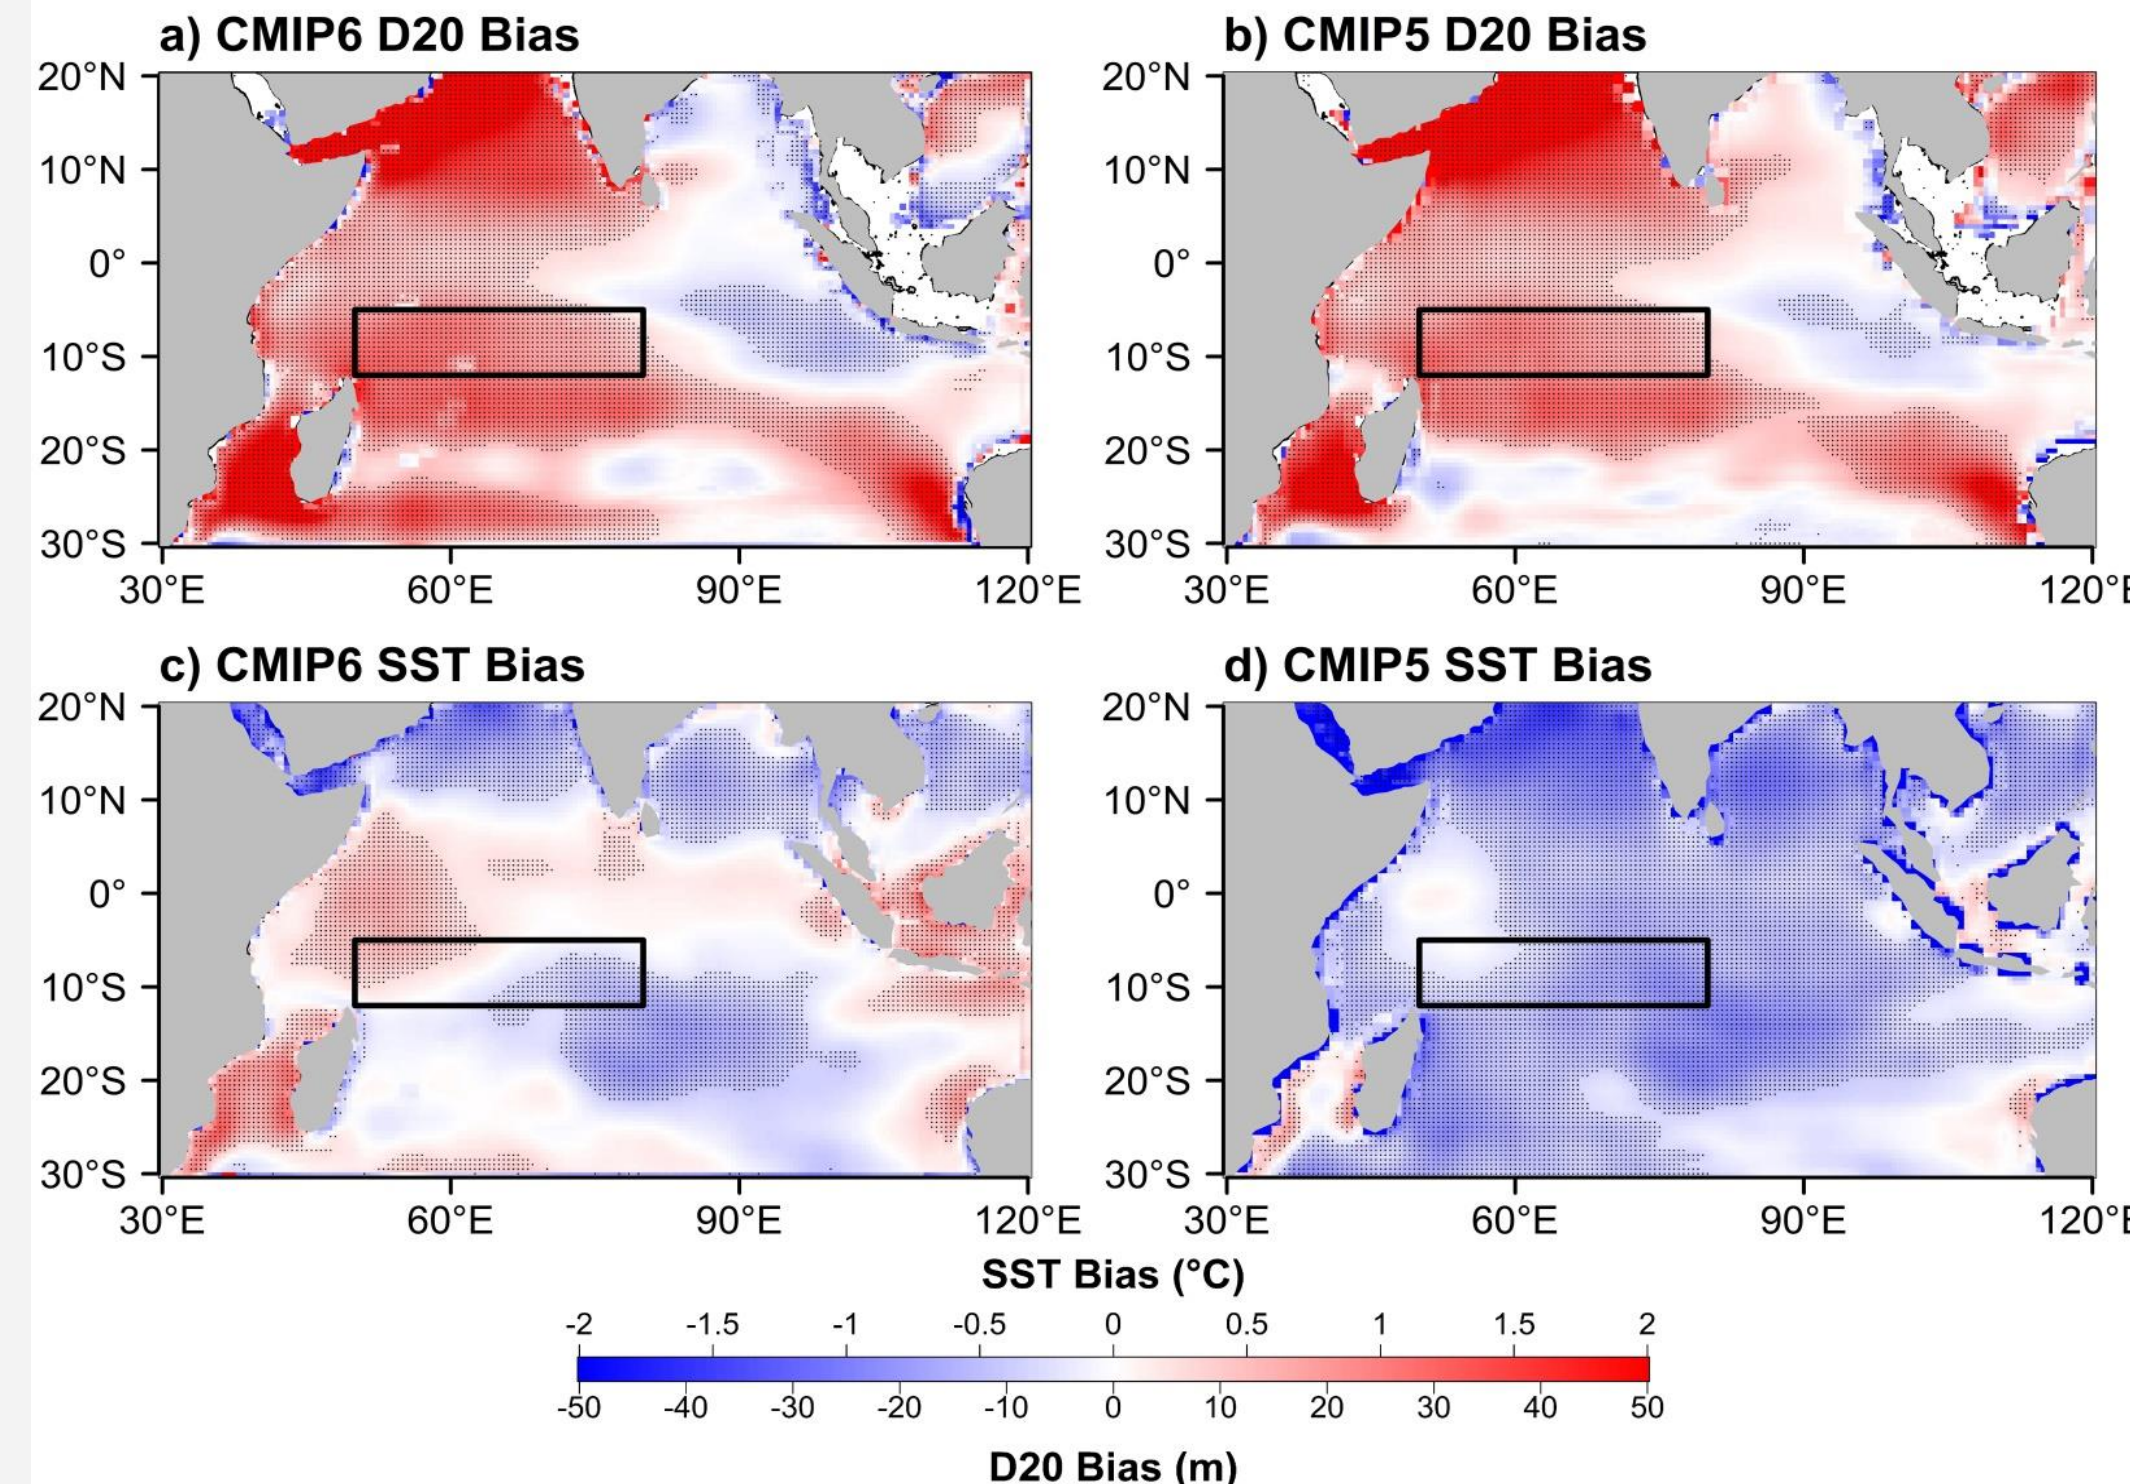 a) CMIP6 D20 Bias
b) CMIP5 D20 Bias
20°N
10°N
0°
10°S
20°S
30°S
30°E 60°E 90°E 120°E
20°N
10°N
0°
10°S
20°S
30°S
30°E 60°E 90°E 120°E
c) CMIP6 SST Bias
d) CMIP5 SST Bias
20°N
10°N
0°
10°S
20°S
30°S
30°E 60°E 90°E 120°E
20°N
10°N
0°
10°S
20°S
30°S
30°E 60°E 90°E 120°E
SST Bias (°C)
-2 -1.5 -1 -0.5 0 0.5 1 1.5 2
-50 -40 -30 -20 -10 0 10 20 30 40 50
D20 Bias (m)